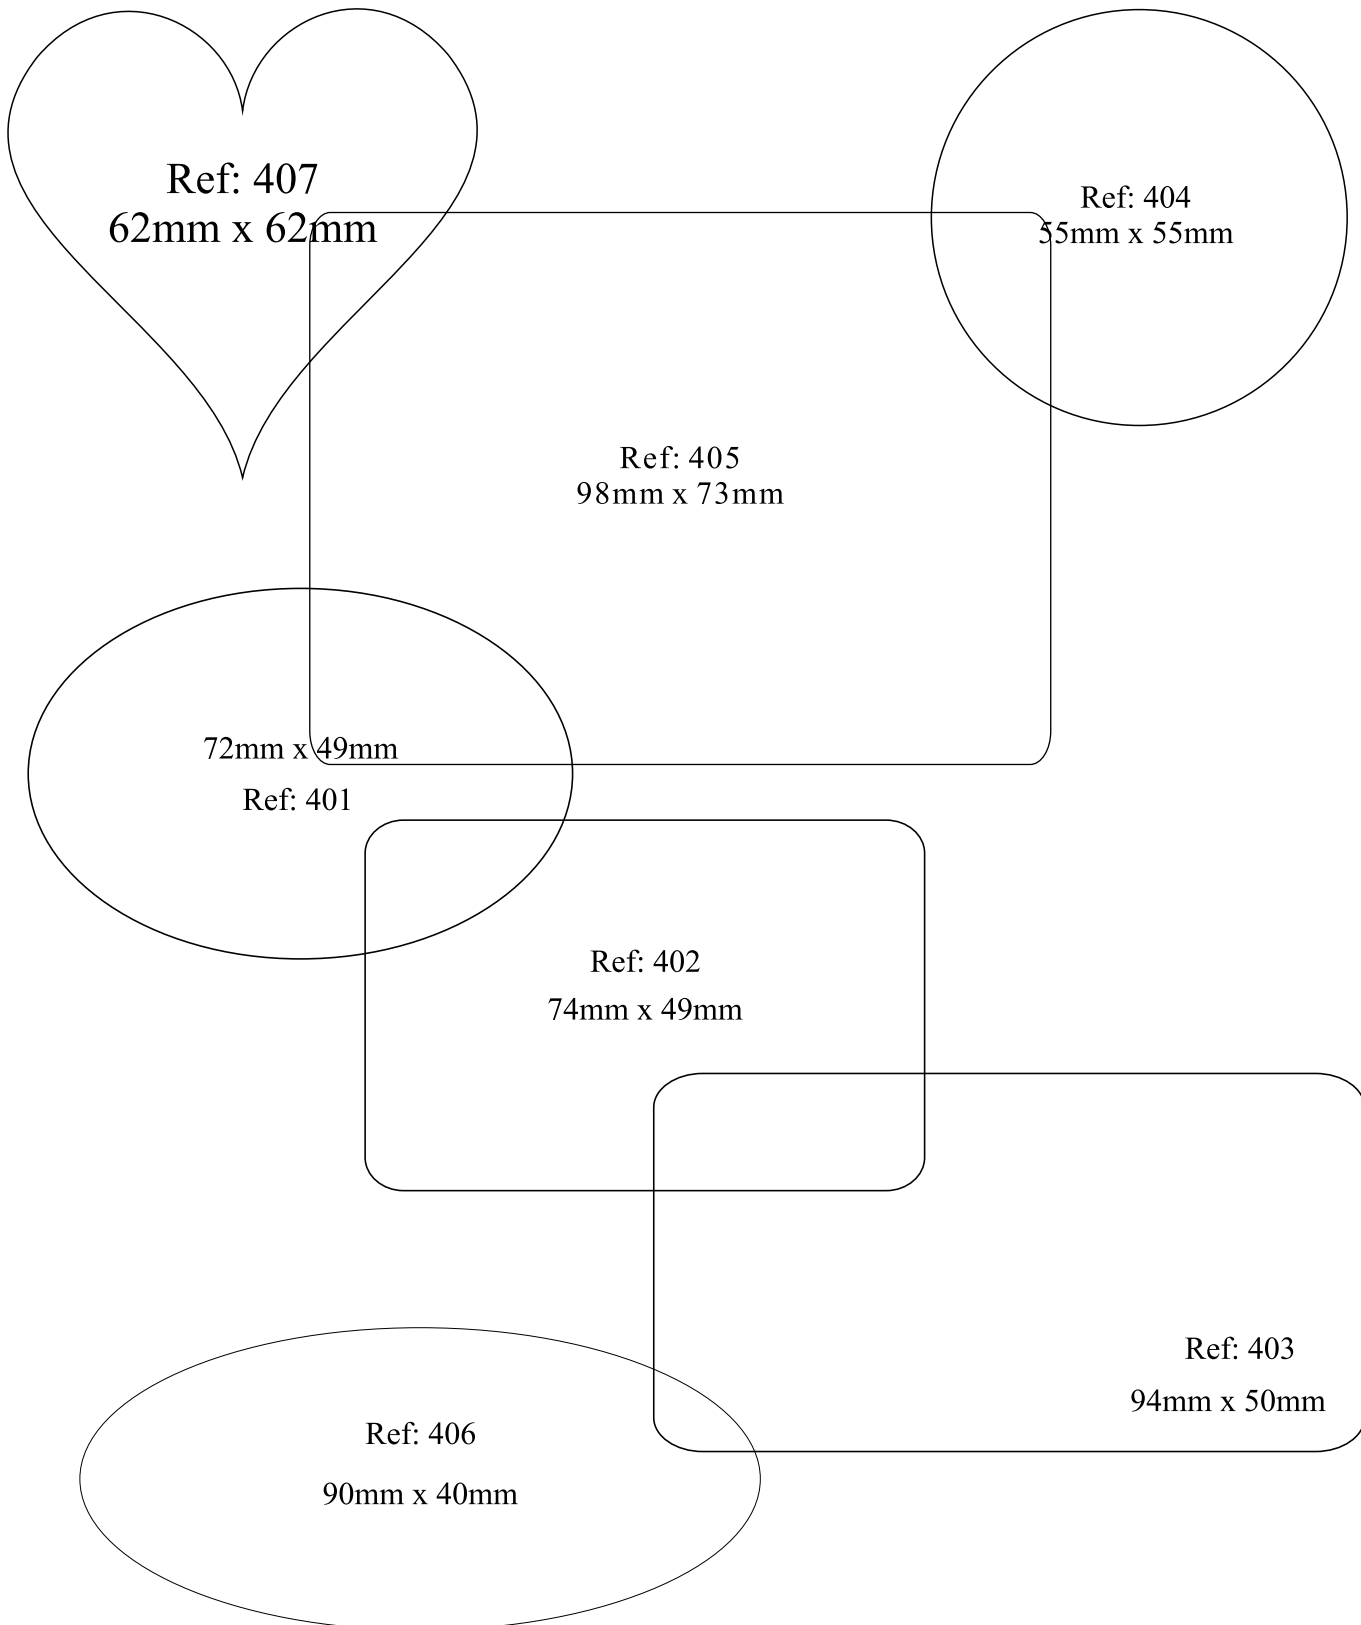 Ref: 407
62mm x 62mm
Ref: 404
55mm x 55mm
Ref: 405
98mm x 73mm
72mm x 49mm
Ref: 401
Ref: 402
74mm x 49mm
Ref: 403
94mm x 50mm
Ref: 406
90mm x 40mm